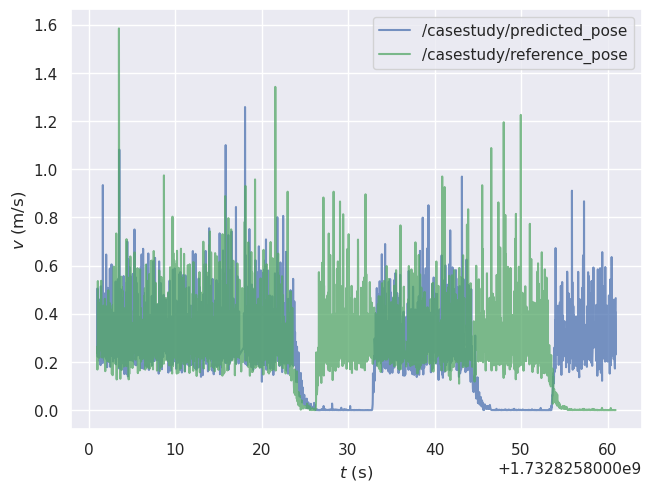 /casestudy/predicted_pose
/casestudy/reference_pose
1.6
1.4
1.2
1.0
0.8
0.6
0.4
0.2
0.0
v (m/s)
0 10 20 30 40 50 60
t (s)
+1.7328258000e9